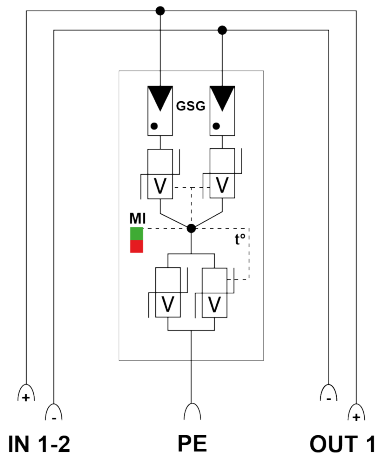 GSG
V V
MI
t°
V V
+ - - +
IN 1-2 PE OUT 1